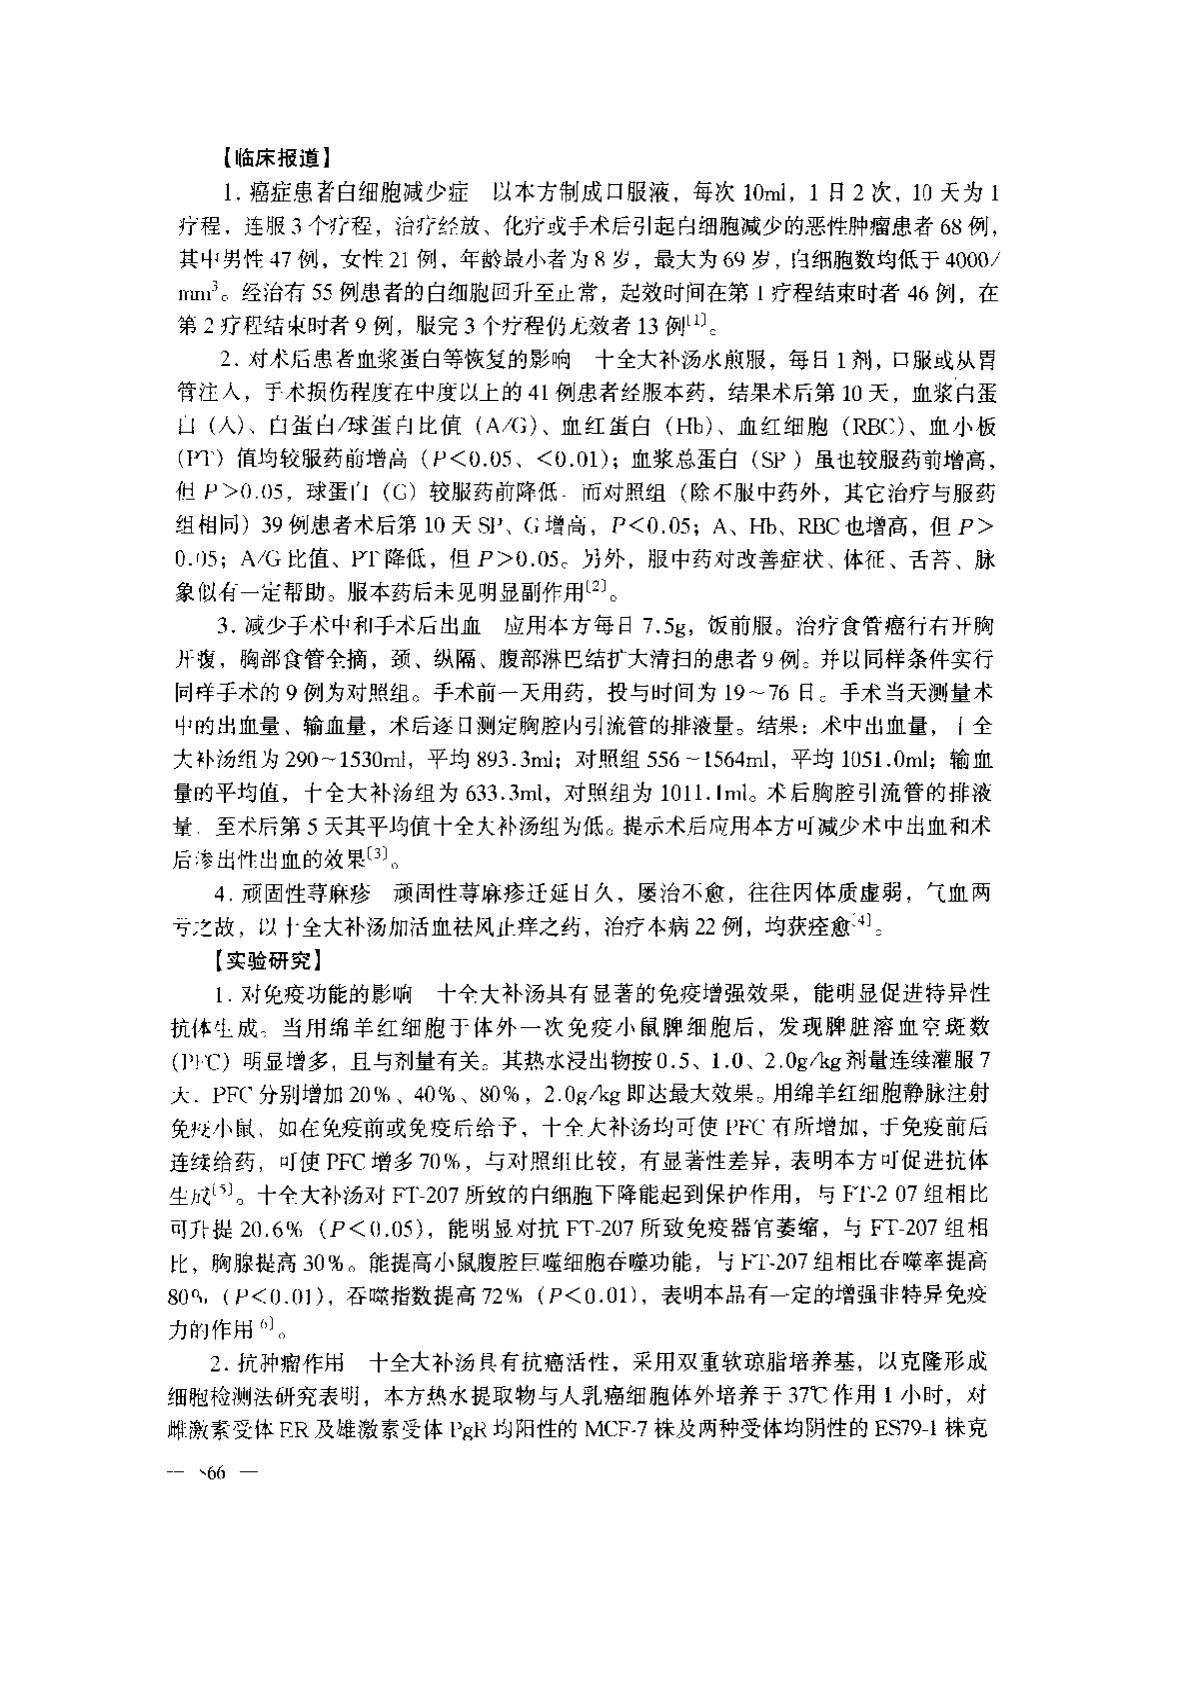 【临床报道】
1. 癌症患者白细胞减少症　以本方制成口服液，每次 10ml，1 日 2 次，10 天为 1
疗程，连服 3 个疗程，治疗经放、化疗或手术后引起白细胞减少的恶性肿瘤患者 68 例，
其中男性 47 例，女性 21 例，年龄最小者为 8 岁，最大为 69 岁，白细胞数均低于 4000/
mm³。经治有 55 例患者的白细胞回升至正常，起效时间在第 1 疗程结束时者 46 例，在
第 2 疗程结束时者 9 例，服完 3 个疗程仍无效者 13 例〔1〕。
2. 对术后患者血浆蛋白等恢复的影响　十全大补汤水煎服，每日 1 剂，口服或从胃
管注人，手术损伤程度在中度以上的 41 例患者经服本药，结果术后第 10 天，血浆白蛋
白（人）、白蛋白/球蛋白比值（A/G）、血红蛋白（Hb）、血红细胞（RBC）、血小板
（PT）值均较服药前增高（P＜0.05、＜0.01）；血浆总蛋白（SP ）虽也较服药前增高，
但 P＞0.05，球蛋白（G）较服药前降低. 而对照组（除不服中药外，其它治疗与服药
组相同）39 例患者术后第 10 天 SP、G 增高，P＜0.05；A、Hb、RBC 也增高，但 P＞
0.05；A/G 比值、PT 降低，但 P＞0.05。另外，服中药对改善症状、体征、舌苔、脉
象似有一定帮助。服本药后未见明显副作用〔2〕。
3. 减少手术中和手术后出血　应用本方每日 7.5g，饭前服。治疗食管癌行右开胸
开腹，胸部食管全摘，颈、纵隔、腹部淋巴结扩大清扫的患者 9 例。并以同样条件实行
同样手术的 9 例为对照组。手术前一天用药，投与时间为 19～76 日。手术当天测量术
中的出血量、输血量，术后逐日测定胸腔内引流管的排液量。结果：术中出血量，十全
大补汤组为 290～1530ml，平均 893.3ml；对照组 556～1564ml，平均 1051.0ml；输血
量的平均值，十全大补汤组为 633.3ml，对照组为 1011.1ml。术后胸腔引流管的排液
量. 至术后第 5 天其平均值十全大补汤组为低。提示术后应用本方可减少术中出血和术
后渗出性出血的效果〔3〕。
4. 顽固性荨麻疹　顽固性荨麻疹迁延日久，屡治不愈，往往因体质虚弱，气血两
亏之故，以十全大补汤加活血祛风止痒之药，治疗本病 22 例，均获痊愈〔4〕。
【实验研究】
1. 对免疫功能的影响　十全大补汤具有显著的免疫增强效果，能明显促进特异性
抗体生成。当用绵羊红细胞于体外一次免疫小鼠脾细胞后，发现脾脏溶血空斑数
（PFC）明显增多，且与剂量有关。其热水浸出物按 0.5、1.0、2.0g/kg 剂量连续灌服 7
天. PFC 分别增加 20%、40%、80%，2.0g/kg 即达最大效果。用绵羊红细胞静脉注射
免疫小鼠，如在免疫前或免疫后给予，十全大补汤均可使 PFC 有所增加，于免疫前后
连续给药，可使 PFC 增多 70%，与对照组比较，有显著性差异，表明本方可促进抗体
生成〔5〕。十全大补汤对 FT-207 所致的白细胞下降能起到保护作用，与 FT-2 07 组相比
可升提 20.6%（P＜0.05），能明显对抗 FT-207 所致免疫器官萎缩，与 FT-207 组相
比，胸腺提高 30%。能提高小鼠腹腔巨噬细胞吞噬功能，与 FT-207 组相比吞噬率提高
80%（P＜0.01），吞噬指数提高 72%（P＜0.01），表明本品有一定的增强非特异免疫
力的作用〔6〕。
2. 抗肿瘤作用　十全大补汤具有抗癌活性，采用双重软琼脂培养基，以克隆形成
细胞检测法研究表明，本方热水提取物与人乳癌细胞体外培养于 37℃ 作用 1 小时，对
雌激素受体 ER 及雄激素受体 PgR 均阳性的 MCF-7 株及两种受体均阴性的 ES79-1 株克
— 66 —